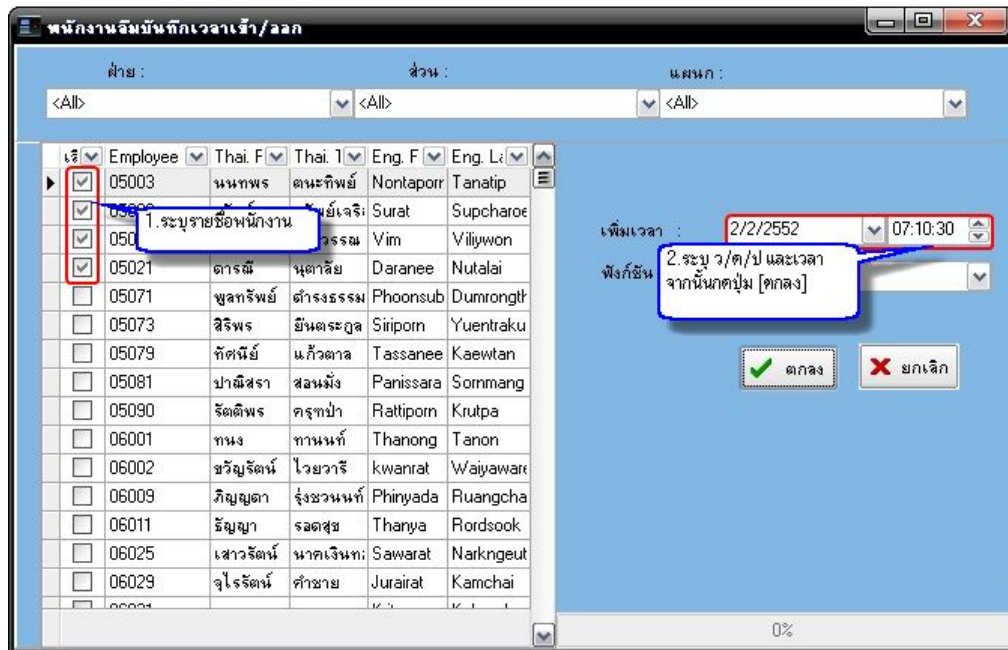 พนักงานลืมบันทึกเวลาเข้า/ออก
ฝ่าย : ส่วน : แผนก :
<All> <All> <All>
Employee Thai. F Thai. Eng. F Eng. La
05003 นนทพร ตนะทิพย์ Nontaporr Tanatip
Surat Supcharoe
1.ระบุรายชื่อพนักงาน
Vim Viliywon
05021 ดารณี นุตาลัย Daranee Nutalai
05071 พูลทรัพย์ ดำรงธรรม Phoonsub Dumrongth
05073 สิริพร ยืนตระกูล Siriporn Yuentraku
05079 ทัศนีย์ แก้วตาล Tassanee Kaewtan
05081 ปาณิสรา สอนมั่ง Panissara Sornmang
05090 รัตติพร ครุฑป่า Rattiporn Krutpa
06001 ทนง ทานนท์ Thanong Tanon
06002 ขวัญรัตน์ ไวยวารี kwanrat Waiyaware
06009 ภิญญดา รุ่งชวนนท์ Phinyada Ruangcha
06011 ธัญญา รอดสุข Thanya Rordsook
06025 เสาวรัตน์ นาคเงินท Sawarat Narkngeut
06029 จุไรรัตน์ คำชาย Jurairat Kamchai
เพิ่มเวลา : 2/2/2552 07:10:30
ฟังก์ชัน
2.ระบุ ว/ด/ป และเวลา
จากนั้นกดปุ่ม [ตกลง]
ตกลง ยกเลิก
0%